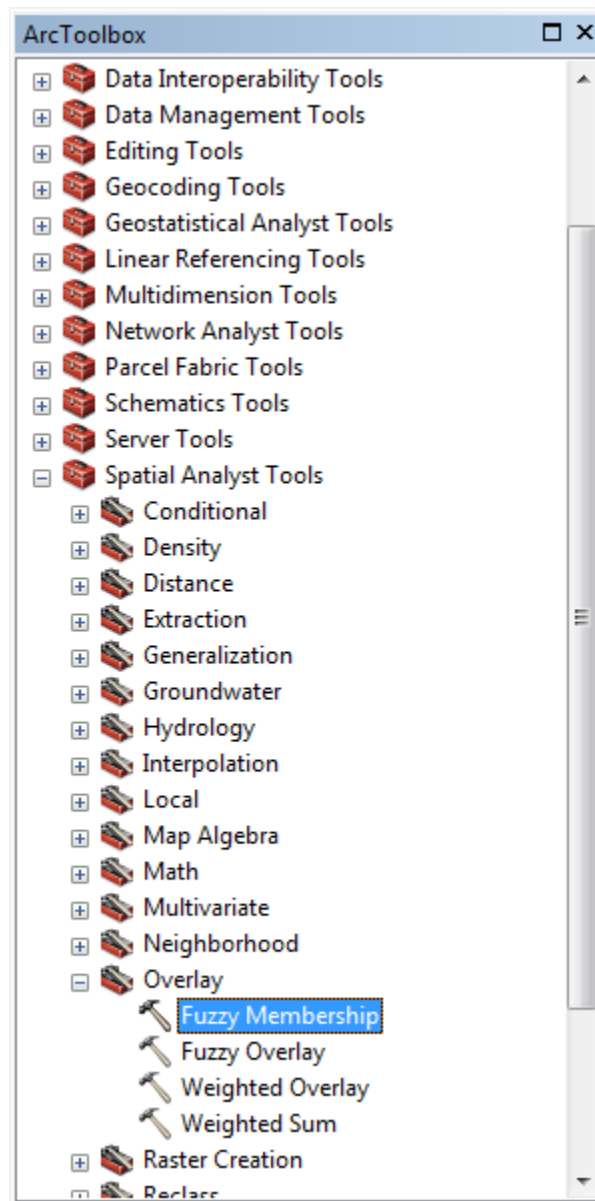 ArcToolbox
Data Interoperability Tools
Data Management Tools
Editing Tools
Geocoding Tools
Geostatistical Analyst Tools
Linear Referencing Tools
Multidimension Tools
Network Analyst Tools
Parcel Fabric Tools
Schematics Tools
Server Tools
Spatial Analyst Tools
Conditional
Density
Distance
Extraction
Generalization
Groundwater
Hydrology
Interpolation
Local
Map Algebra
Math
Multivariate
Neighborhood
Overlay
Fuzzy Membership
Fuzzy Overlay
Weighted Overlay
Weighted Sum
Raster Creation
Reclass